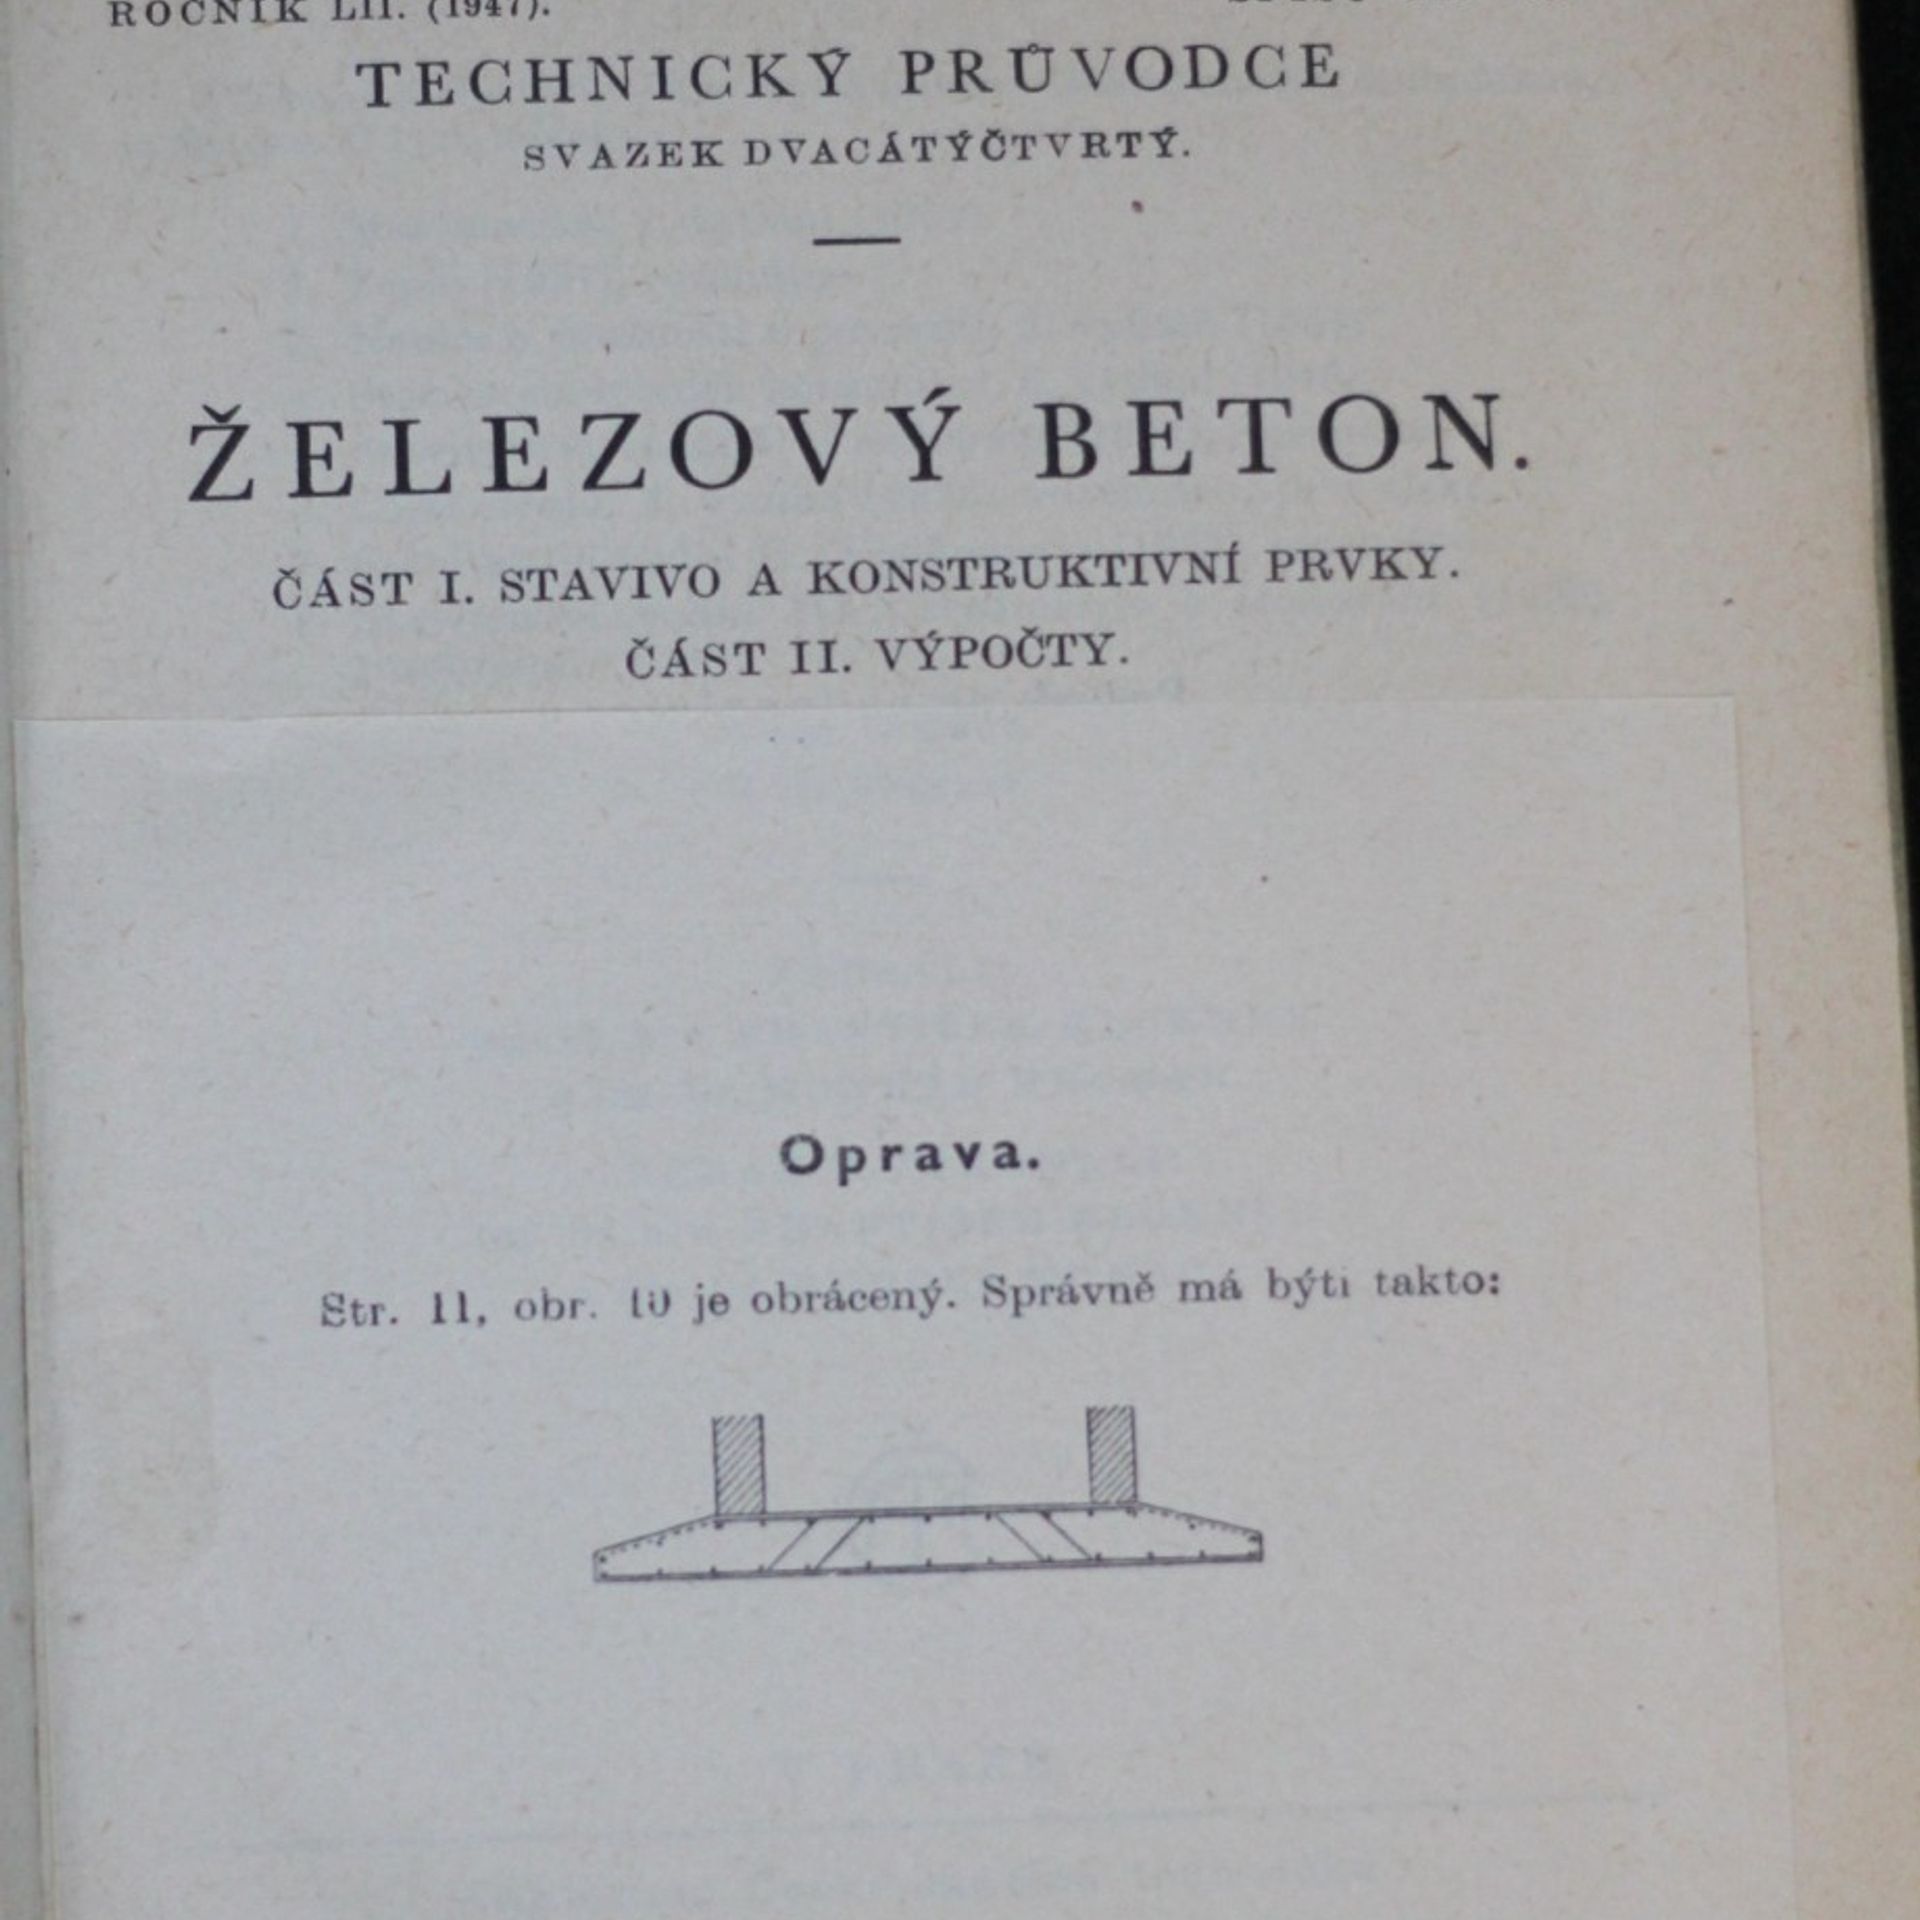 ROČNÍK LII. (1947).
TECHNICKÝ PRŮVODCE
SVAZEK DVACÁTÝČTVRTÝ.
ŽELEZOVÝ BETON.
ČÁST I. STAVIVO A KONSTRUKTIVNÍ PRVKY.
ČÁST II. VÝPOČTY.
Oprava.
Str. 11, obr. 10 je obrácený. Správně má býti takto: